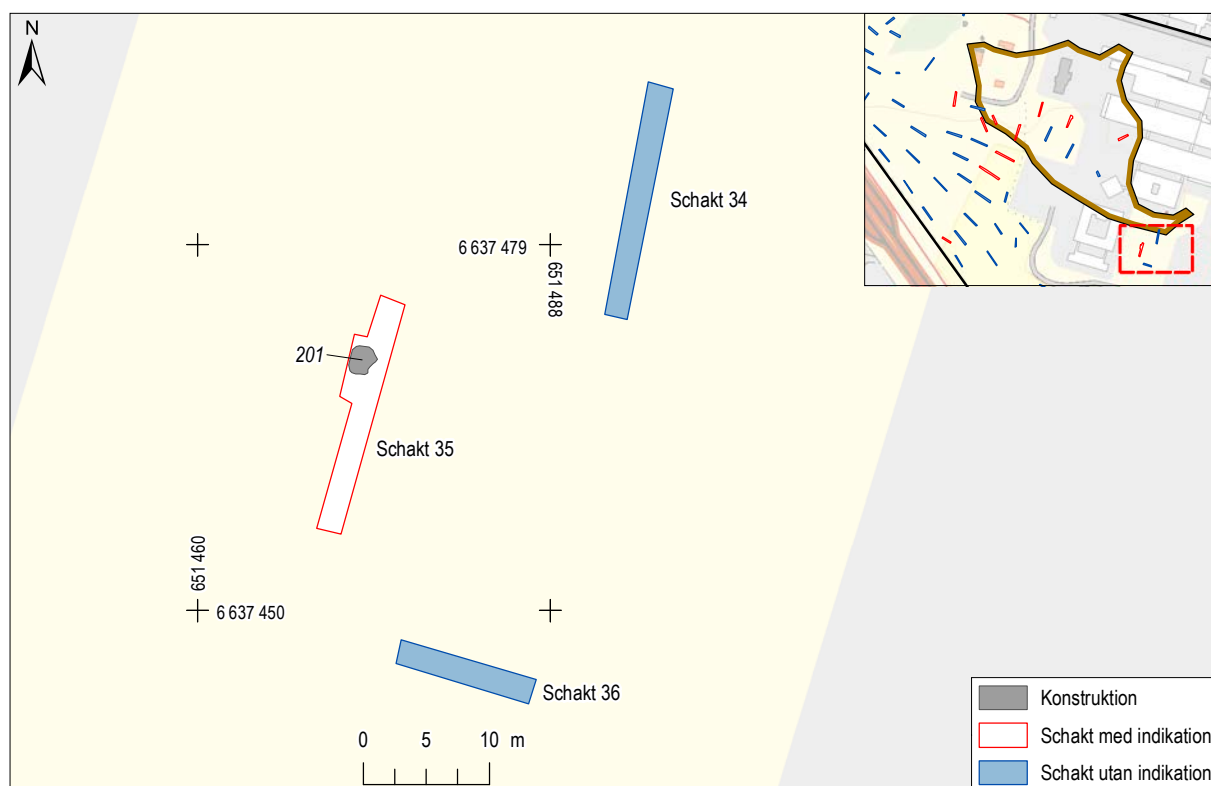 N
Schakt 34
6 637 479
651 488
201
Schakt 35
651 460
6 637 450
Schakt 36
0 5 10 m
Konstruktion
Schakt med indikation
Schakt utan indikation